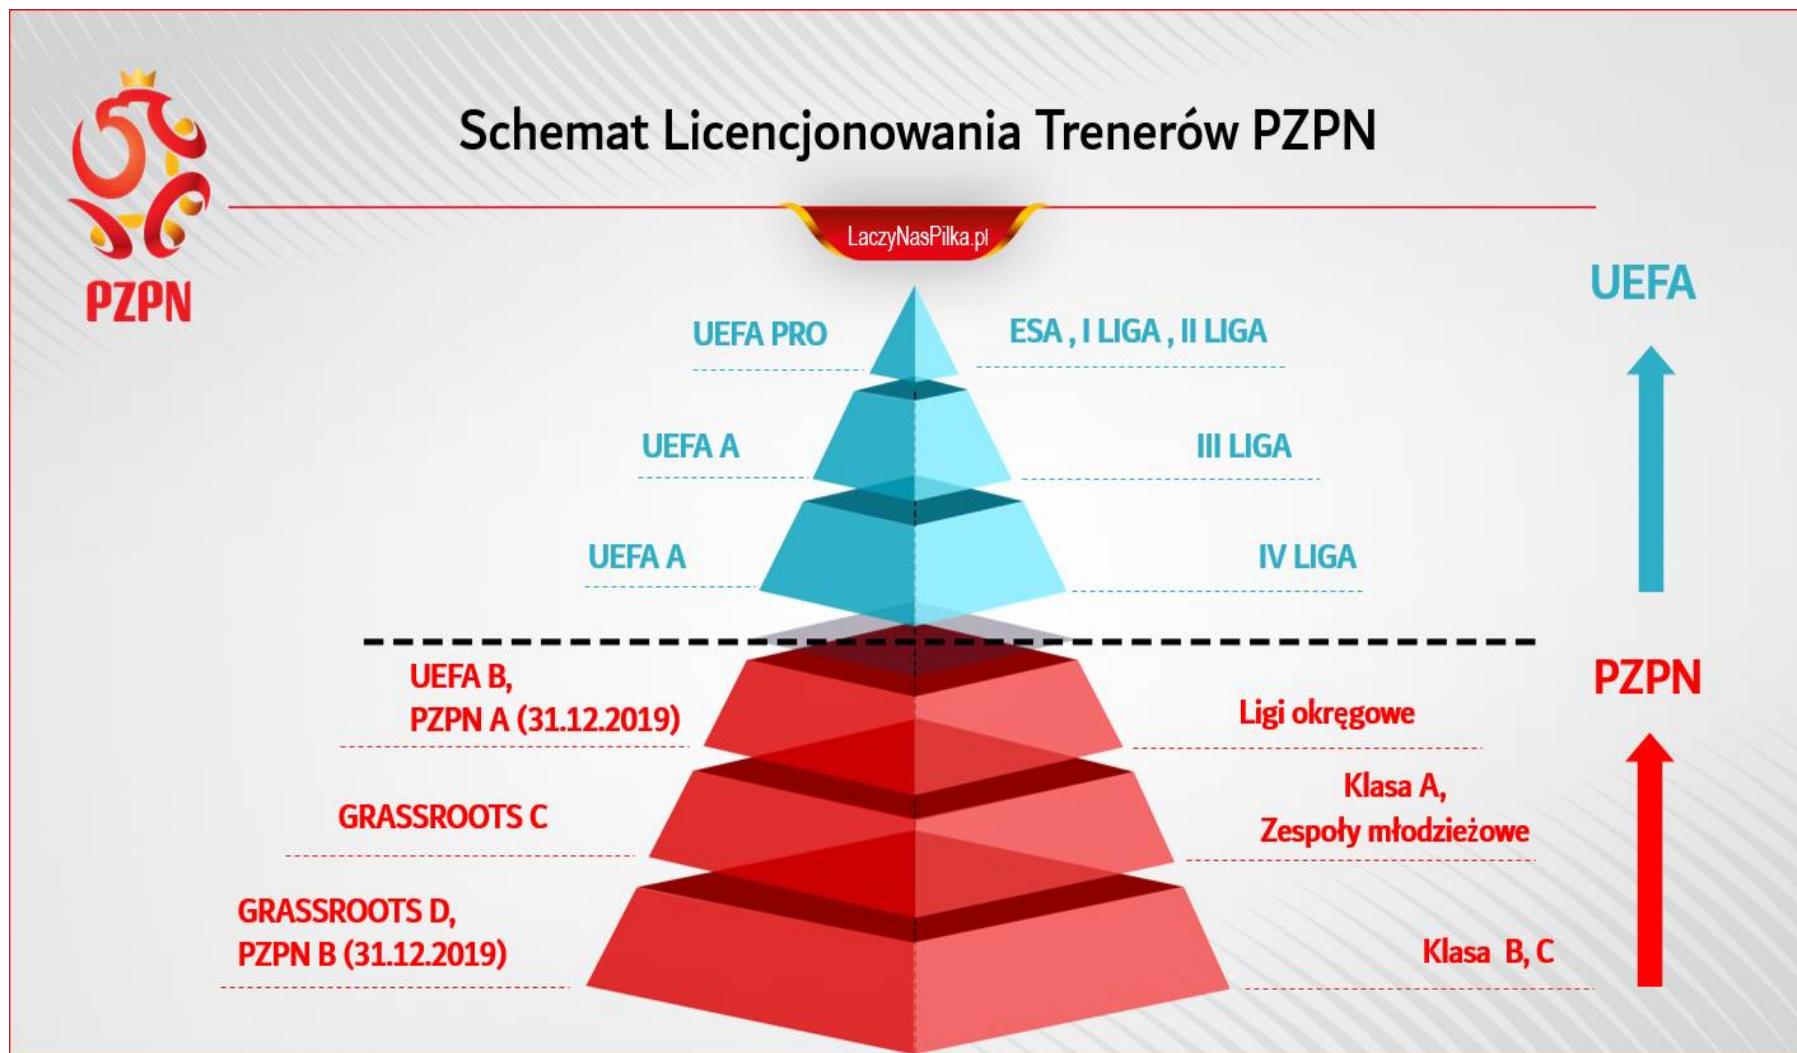 Schemat Licencjonowania Trenerów PZPN
LaczyNasPilka.pl
PZPN
UEFA
UEFA PRO
ESA , I LIGA , II LIGA
UEFA A
III LIGA
UEFA A
IV LIGA
UEFA B,
PZPN A (31.12.2019)
Ligi okręgowe
PZPN
GRASSROOTS C
Klasa A,
Zespoły młodzieżowe
GRASSROOTS D,
PZPN B (31.12.2019)
Klasa B, C